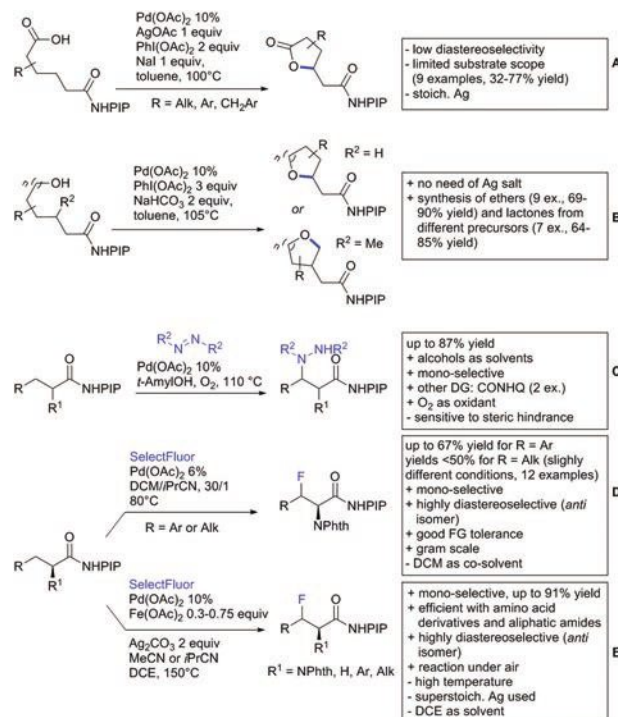 O
OH
R
O
NHPIP
Pd(OAc)2 10%
AgOAc 1 equiv
PhI(OAc)2 2 equiv
NaI 1 equiv,
toluene, 100°C
R = Alk, Ar, CH2Ar
O
O
R
O
NHPIP
- low diastereoselectivity
- limited substrate scope
(9 examples, 32-77% yield)
- stoich. Ag
A
( )n
OH
R2
R
O
NHPIP
Pd(OAc)2 10%
PhI(OAc)2 3 equiv
NaHCO3 2 equiv,
toluene, 105°C
( )n
R
O
O
NHPIP
R2 = H
or
( )n
O
R
O
NHPIP
R2 = Me
+ no need of Ag salt
+ synthesis of ethers (9 ex., 69-
90% yield) and lactones from
different precursors (7 ex., 64-
85% yield)
B
R
O
NHPIP
R1
R2
N
N
R2
Pd(OAc)2 10%
t-AmylOH, O2, 110 °C
R2
N
NHR2
O
R
NHPIP
R1
up to 87% yield
+ alcohols as solvents
+ mono-selective
+ other DG: CONHQ (2 ex.)
+ O2 as oxidant
- sensitive to steric hindrance
C
SelectFluor
Pd(OAc)2 6%
DCM/iPrCN, 30/1
80°C
R = Ar or Alk
F
O
R
NHPIP
NPhth
up to 67% yield for R = Ar
yields <50% for R = Alk (slightly
different conditions, 12 examples)
+ mono-selective
+ highly diastereoselective (anti
isomer)
+ good FG tolerance
+ gram scale
- DCM as co-solvent
D
R
O
NHPIP
R1
SelectFluor
Pd(OAc)2 10%
Fe(OAc)2 0.3-0.75 equiv
Ag2CO3 2 equiv
MeCN or iPrCN
DCE, 150°C
F
O
R
NHPIP
R1
R1 = NPhth, H, Ar, Alk
+ mono-selective, up to 91% yield
+ efficient with amino acid
derivatives and aliphatic amides
+ highly diastereoselective (anti
isomer)
+ reaction under air
- high temperature
- superstoich. Ag used
- DCE as solvent
E